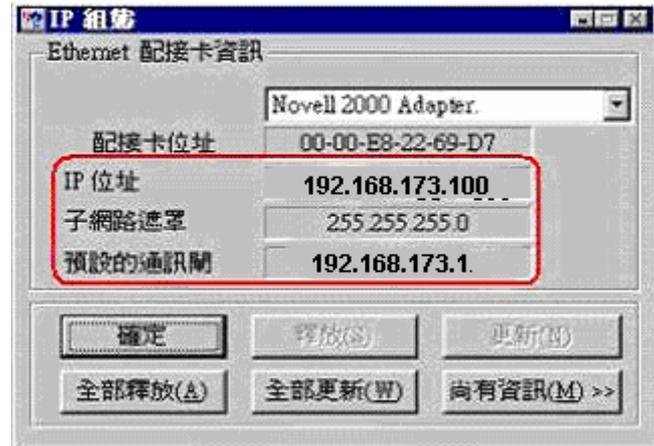 IP 組態
Ethernet 配接卡資訊
Novell 2000 Adapter.
配接卡位址 00-00-E8-22-69-D7
IP 位址 192.168.173.100
子網路遮罩 255.255.255.0
預設的通訊閘 192.168.173.1.
確定 釋放(S) 更新(N)
全部釋放(A) 全部更新(W) 尚有資訊(M) >>